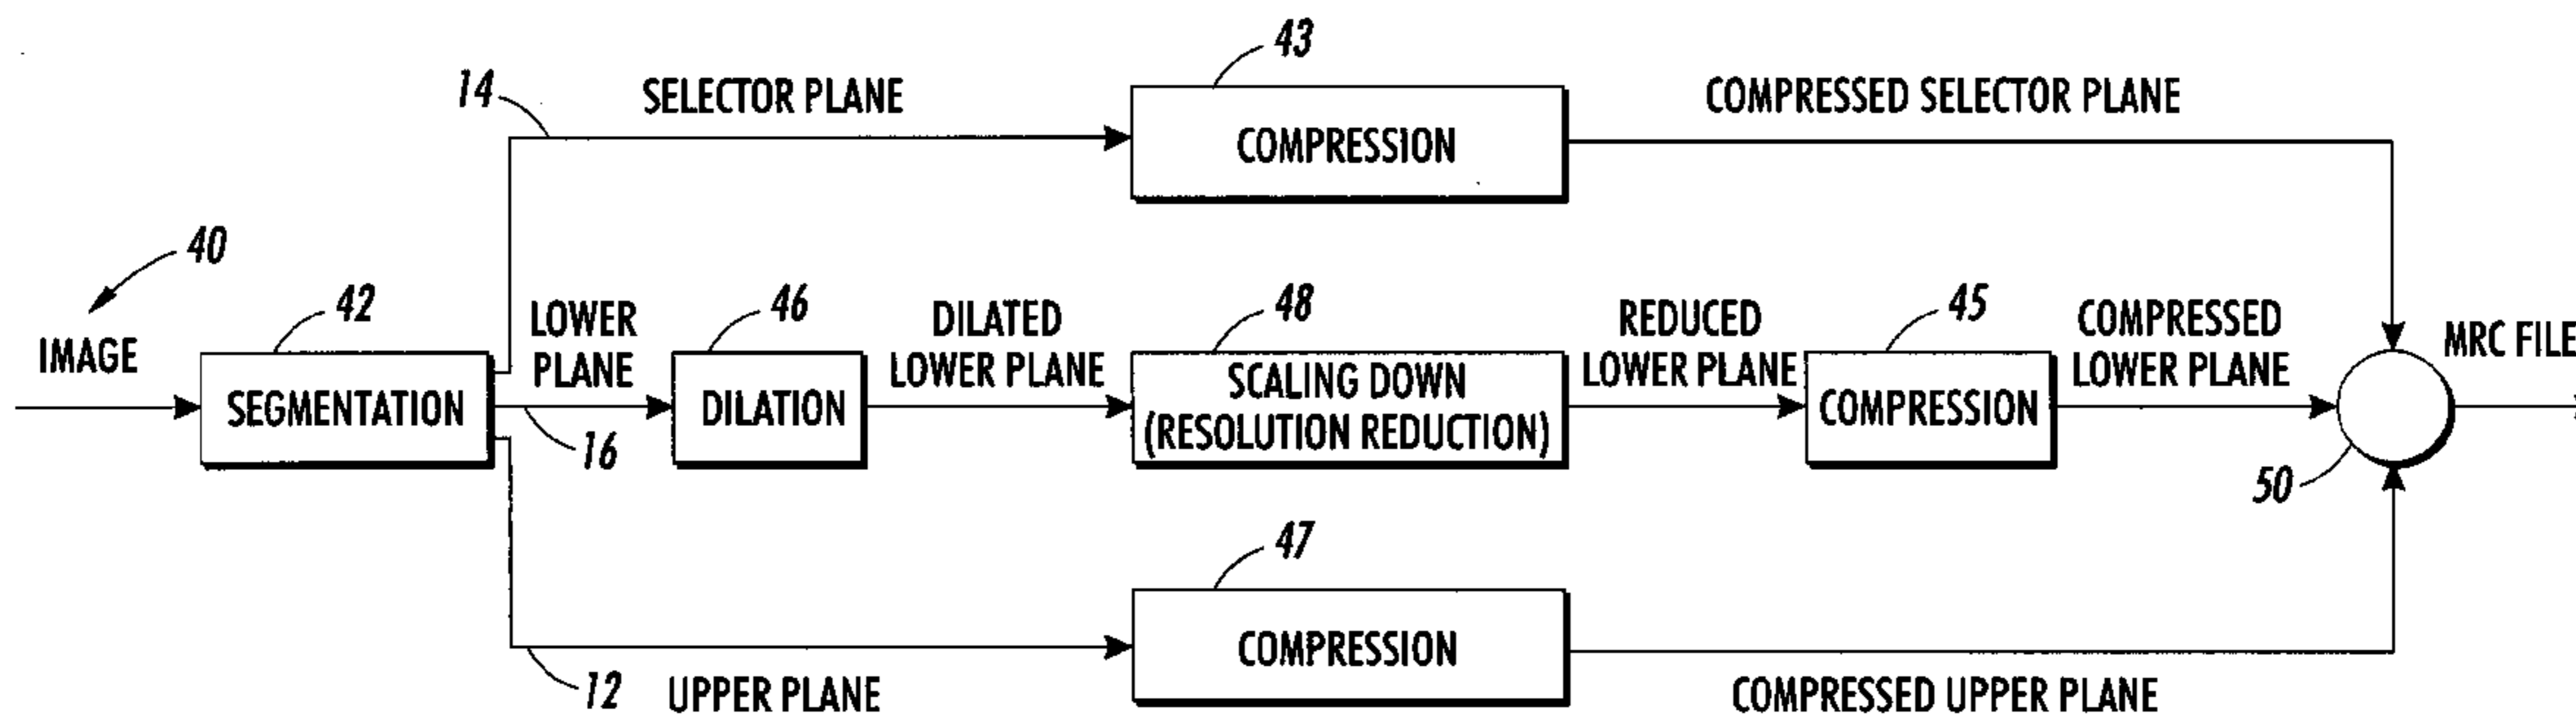 43
14
SELECTOR PLANE
COMPRESSED SELECTOR PLANE
COMPRESSION
40
IMAGE
42
SEGMENTATION
LOWER
PLANE
16
46
DILATION
DILATED
LOWER PLANE
48
SCALING DOWN
(RESOLUTION REDUCTION)
REDUCED
LOWER PLANE
45
COMPRESSION
COMPRESSED
LOWER PLANE
MRC FILE
50
47
COMPRESSION
12
UPPER PLANE
COMPRESSED UPPER PLANE